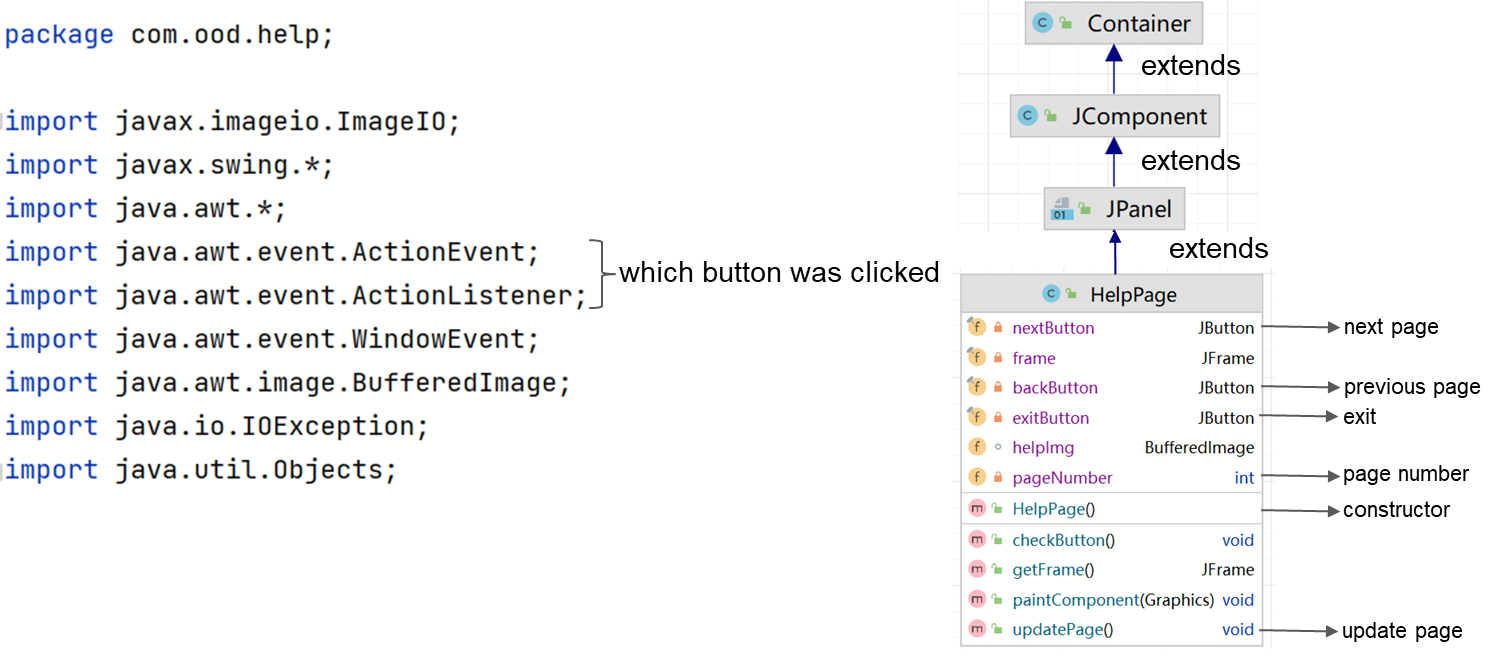 package com.ood.help;
import javax.imageio.ImageIO;
import javax.swing.*;
import java.awt.*;
import java.awt.event.ActionEvent;
import java.awt.event.ActionListener;
import java.awt.event.WindowEvent;
import java.awt.image.BufferedImage;
import java.io.IOException;
import java.util.Objects;
which button was clicked
C Container
extends
C JComponent
extends
01 JPanel
extends
C HelpPage
f nextButton JButton next page
f frame JFrame
f backButton JButton previous page
f exitButton JButton exit
f helpImg BufferedImage
f pageNumber int page number
m HelpPage() constructor
m checkButton() void
m getFrame() JFrame
m paintComponent(Graphics) void
m updatePage() void update page